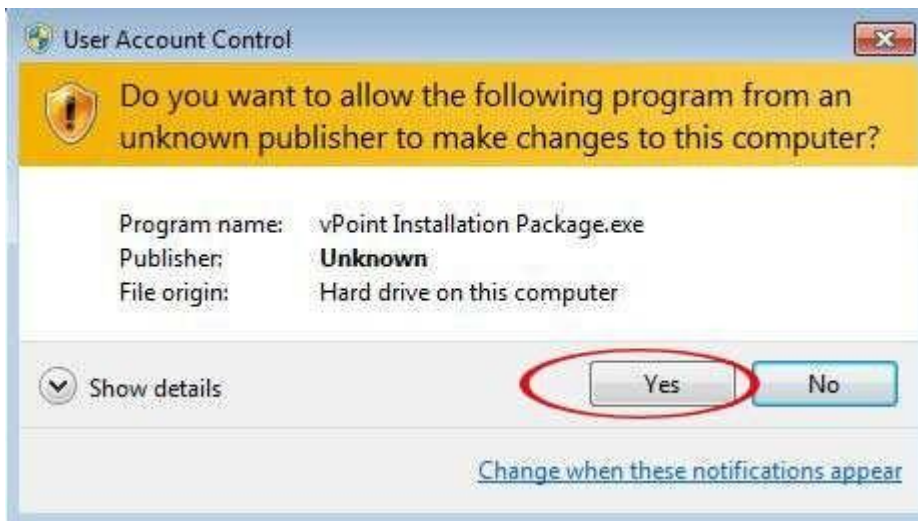 User Account Control
Do you want to allow the following program from an
unknown publisher to make changes to this computer?
Program name: vPoint Installation Package.exe
Publisher: Unknown
File origin: Hard drive on this computer
Show details Yes No
Change when these notifications appear